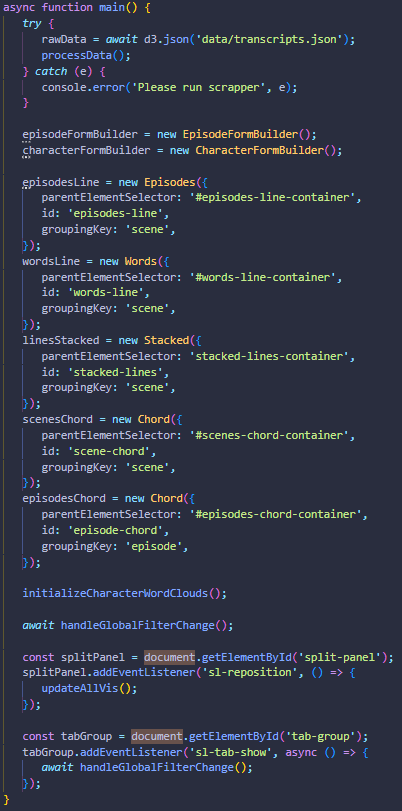 async function main() {
try {
rawData = await d3.json('data/transcripts.json');
processData();
} catch (e) {
console.error('Please run scrapper', e);
}
episodeFormBuilder = new EpisodeFormBuilder();
characterFormBuilder = new CharacterFormBuilder();
episodesLine = new Episodes({
parentElementSelector: '#episodes-line-container',
id: 'episodes-line',
groupingKey: 'scene',
});
wordsLine = new Words({
parentElementSelector: '#words-line-container',
id: 'words-line',
groupingKey: 'scene',
});
linesStacked = new Stacked({
parentElementSelector: 'stacked-lines-container',
id: 'stacked-lines',
groupingKey: 'scene',
});
scenesChord = new Chord({
parentElementSelector: '#scenes-chord-container',
id: 'scene-chord',
groupingKey: 'scene',
});
episodesChord = new Chord({
parentElementSelector: '#episodes-chord-container',
id: 'episode-chord',
groupingKey: 'episode',
});
initializeCharacterWordClouds();
await handleGlobalFilterChange();
const splitPanel = document.getElementById('split-panel');
splitPanel.addEventListener('sl-reposition', () => {
updateAllVis();
});
const tabGroup = document.getElementById('tab-group');
tabGroup.addEventListener('sl-tab-show', async () => {
await handleGlobalFilterChange();
});
}